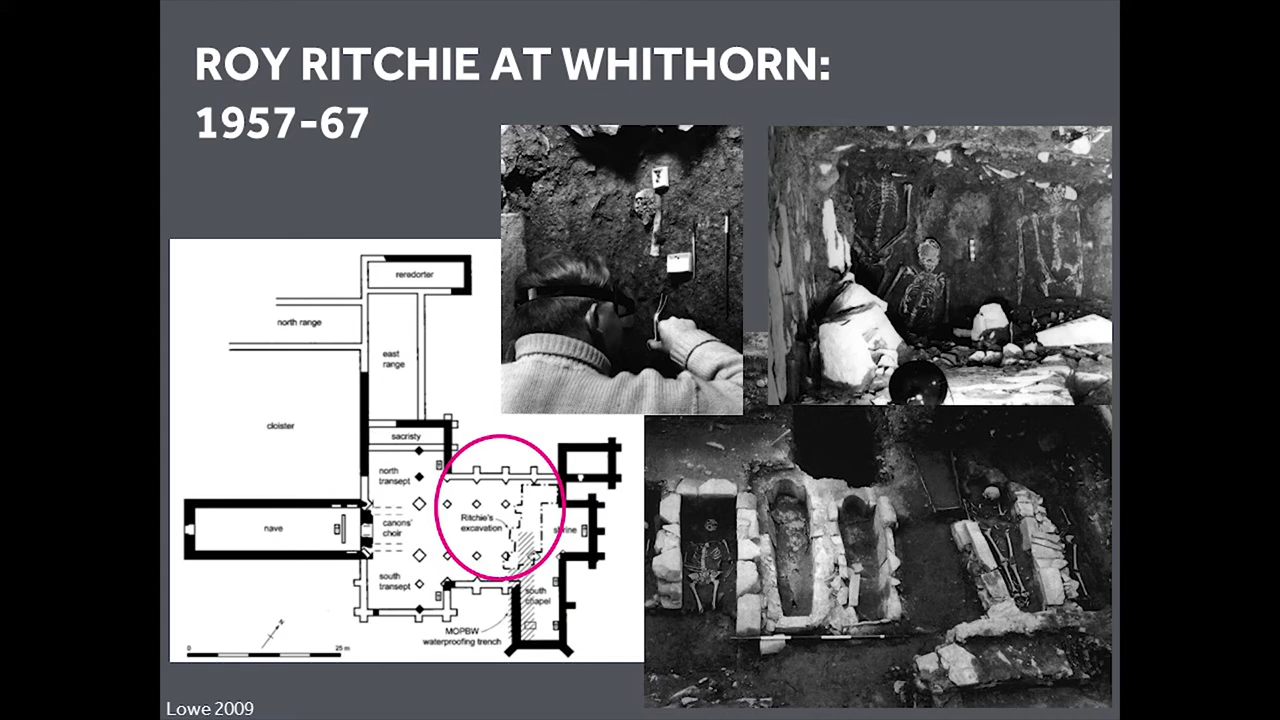 ROY RITCHIE AT WHITHORN:
1957-67
reredorter
north range
east
range
cloister
sacristy
north
transept
nave
canons'
choir
Ritchie's
excavation
shrine
south
transept
south
chapel
MOPBW
waterproofing trench
N
0
25 m
Lowe 2009